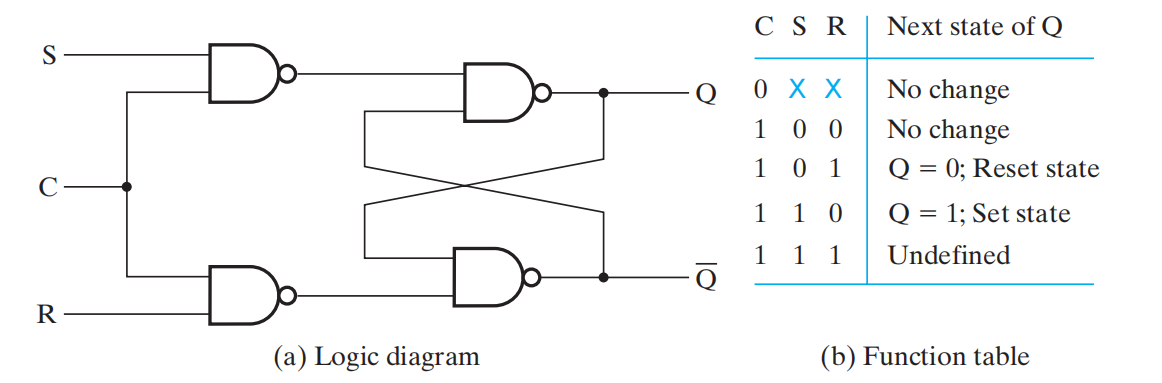 S
C
R
Q
Q̅
(a) Logic diagram
C S R Next state of Q
0 X X No change
1 0 0 No change
1 0 1 Q = 0; Reset state
1 1 0 Q = 1; Set state
1 1 1 Undefined
(b) Function table